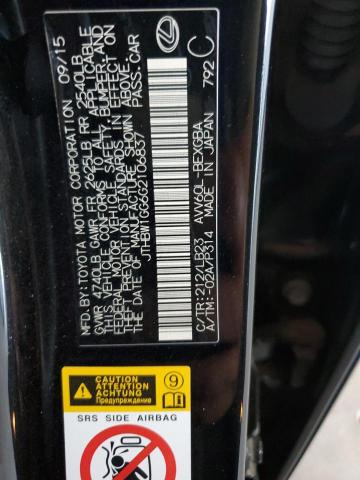 MFD. BY: TOYOTA MOTOR CORPORATION 09/15
GVWR 4740LB GAWR FR 2025LB RR 2540LB
THIS VEHICLE CONFORMS TO ALL APPLICABLE
FEDERAL MOTOR VEHICLE SAFETY, BUMPER, AND
THEFT PREVENTION STANDARDS IN EFFECT ON
THE DATE OF MANUFACTURE SHOWN ABOVE.
JTHBW1GG6G2106837 PASS.CAR
C/TR:212/LB23 AVV60L-BEXGBA
A/TM:-02A/P314 MADE IN JAPAN 792
C
CAUTION
ATTENTION
ACHTUNG
Предупреждение
9
SRS SIDE AIRBAG